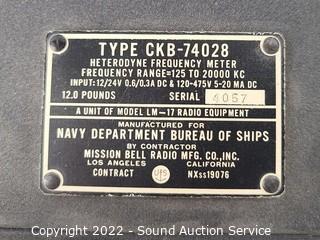 TYPE CKB-74028
HETERODYNE FREQUENCY METER
FREQUENCY RANGE=125 TO 20000 KC
INPUT: 12/24V 0.6/0.3A DC & 120-475V 5-20 MA DC
12.0 POUNDS SERIAL 4057
A UNIT OF MODEL LM-17 RADIO EQUIPMENT
MANUFACTURED FOR
NAVY DEPARTMENT BUREAU OF SHIPS
BY CONTRACTOR
MISSION BELL RADIO MFG. CO., INC.
LOS ANGELES CALIFORNIA
CONTRACT US NXss19076
Copyright 2022 - Sound Auction Service